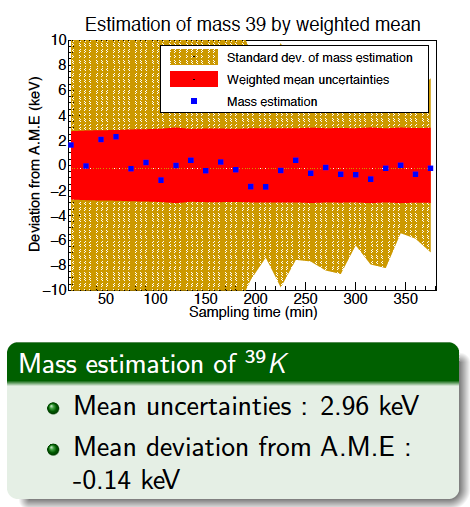 Estimation of mass 39 by weighted mean
Deviation from A.M.E (keV)
10
8
6
4
2
0
−2
−4
−6
−8
−10
Standard dev. of mass estimation
Weighted mean uncertainties
Mass estimation
50 100 150 200 250 300 350
Sampling time (min)
Mass estimation of ³⁹K
Mean uncertainties : 2.96 keV
Mean deviation from A.M.E :
-0.14 keV